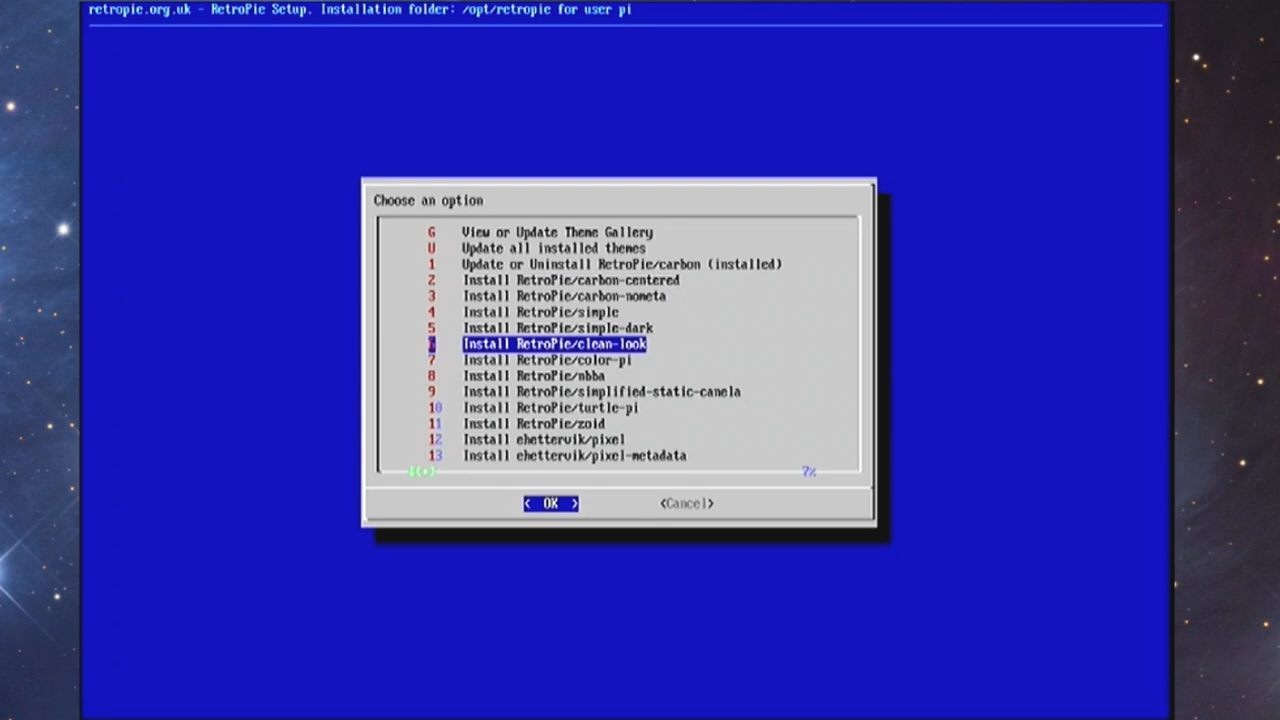 retropie.org.uk - RetroPie Setup. Installation folder: /opt/retropie for user pi
Choose an option
G View or Update Theme Gallery
U Update all installed themes
1 Update or Uninstall RetroPie/carbon (installed)
2 Install RetroPie/carbon-centered
3 Install RetroPie/carbon-nometa
4 Install RetroPie/simple
5 Install RetroPie/simple-dark
6 Install RetroPie/clean-look
7 Install RetroPie/color-pi
8 Install RetroPie/nbba
9 Install RetroPie/simplified-static-canela
10 Install RetroPie/turtle-pi
11 Install RetroPie/zoid
12 Install ehettervik/pixel
13 Install ehettervik/pixel-metadata
↓(+) 7%
< OK > <Cancel>